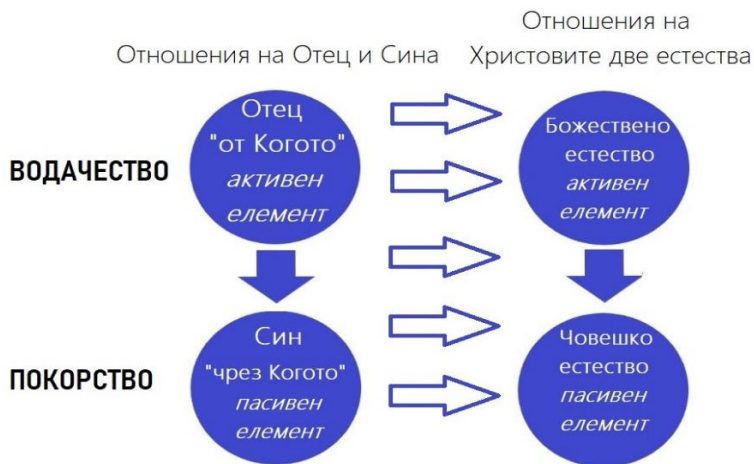 Отношения на Отец и Сина
Отношения на
Христовите две естества
ВОДАЧЕСТВО
Отец
"от Когото"
активен
елемент
Божествено
естество
активен
елемент
ПОКОРСТВО
Син
"чрез Когото"
пасивен
елемент
Човешко
естество
пасивен
елемент